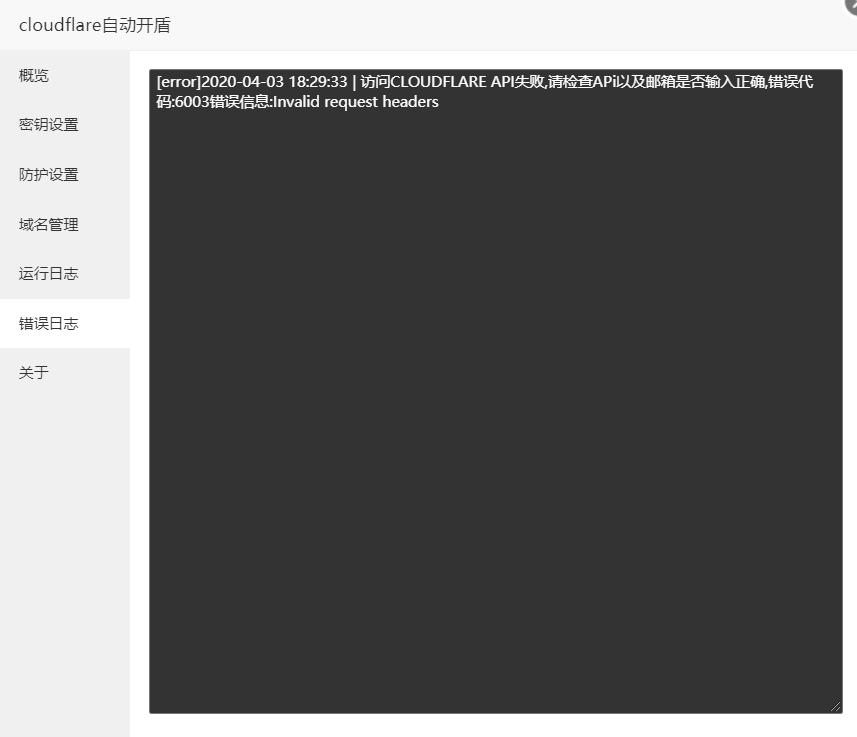 cloudflare自动开盾
概览
密钥设置
防护设置
域名管理
运行日志
错误日志
关于
[error]2020-04-03 18:29:33 | 访问CLOUDFLARE API失败,请检查APi以及邮箱是否输入正确,错误代
码:6003错误信息:Invalid request headers